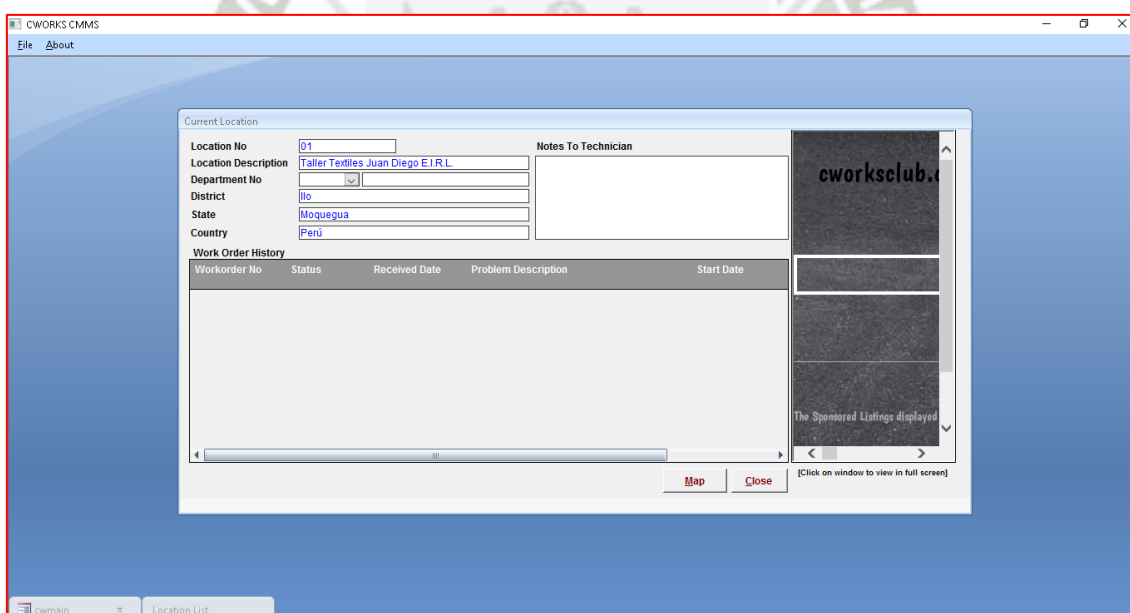 CWORKS CMMS
File About
Current Location
Location No 01
Notes To Technician
Location Description Taller Textiles Juan Diego E.I.R.L.
Department No
District Ilo
State Moquegua
Country Perú
Work Order History
Workorder No Status Received Date Problem Description Start Date
cworksclub.
The Sponsored Listings displayed
Map Close
[Click on window to view in full screen]
cwmain Location List